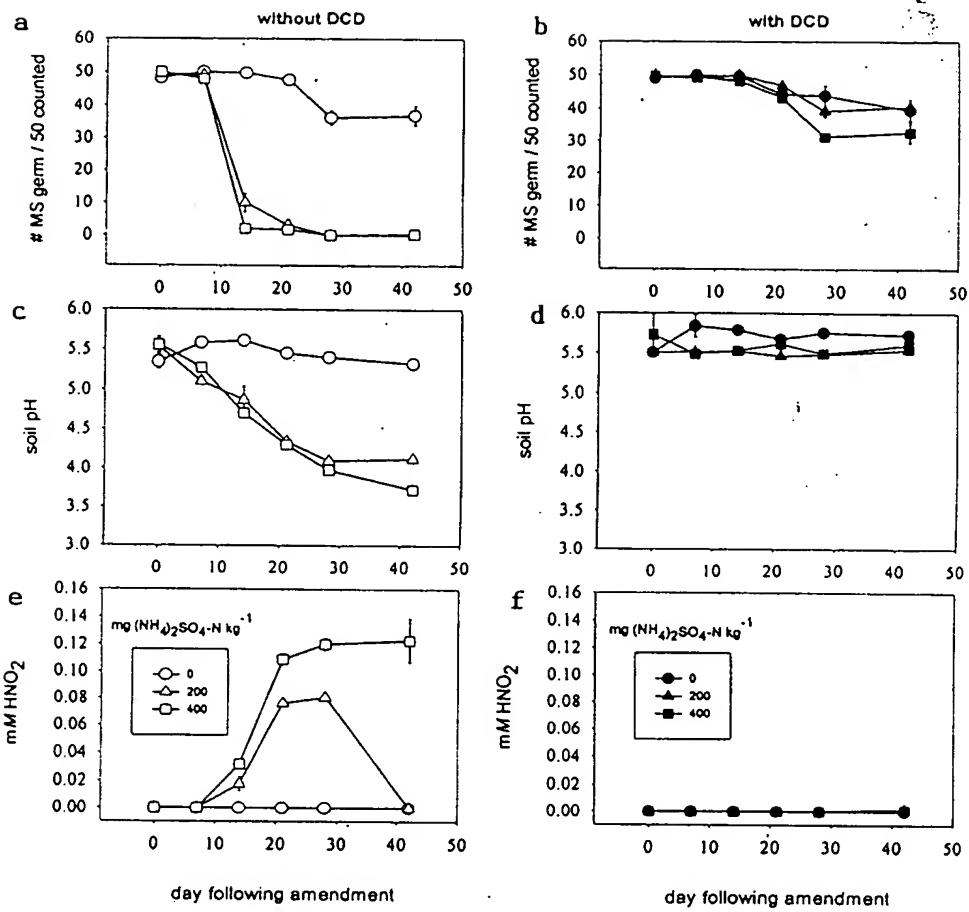 a
without DCD
# MS germ / 50 counted
60
50
40
30
20
10
0
0 10 20 30 40 50
b
with DCD
# MS germ / 50 counted
60
50
40
30
20
10
0
0 10 20 30 40 50
c
soil pH
6.0
5.5
5.0
4.5
4.0
3.5
3.0
0 10 20 30 40 50
d
soil pH
6.0
5.5
5.0
4.5
4.0
3.5
3.0
0 10 20 30 40 50
e
mM HNO2
0.16
0.14
0.12
0.10
0.08
0.06
0.04
0.02
0.00
mg (NH4)2SO4-N kg-1
0
200
400
0 10 20 30 40 50
day following amendment
f
mM HNO2
0.16
0.14
0.12
0.10
0.08
0.06
0.04
0.02
0.00
mg (NH4)2SO4-N kg-1
0
200
400
0 10 20 30 40 50
day following amendment